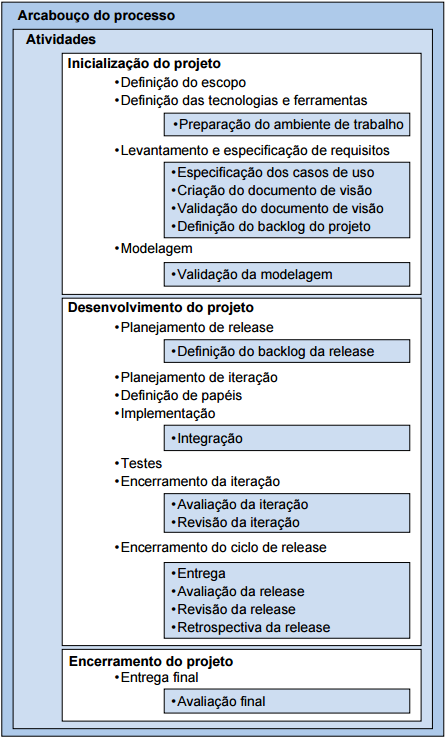 Arcabouço do processo
Atividades
Inicialização do projeto
•Definição do escopo
•Definição das tecnologias e ferramentas
•Preparação do ambiente de trabalho
•Levantamento e especificação de requisitos
•Especificação dos casos de uso
•Criação do documento de visão
•Validação do documento de visão
•Definição do backlog do projeto
•Modelagem
•Validação da modelagem
Desenvolvimento do projeto
•Planejamento de release
•Definição do backlog da release
•Planejamento de iteração
•Definição de papéis
•Implementação
•Integração
•Testes
•Encerramento da iteração
•Avaliação da iteração
•Revisão da iteração
•Encerramento do ciclo de release
•Entrega
•Avaliação da release
•Revisão da release
•Retrospectiva da release
Encerramento do projeto
•Entrega final
•Avaliação final